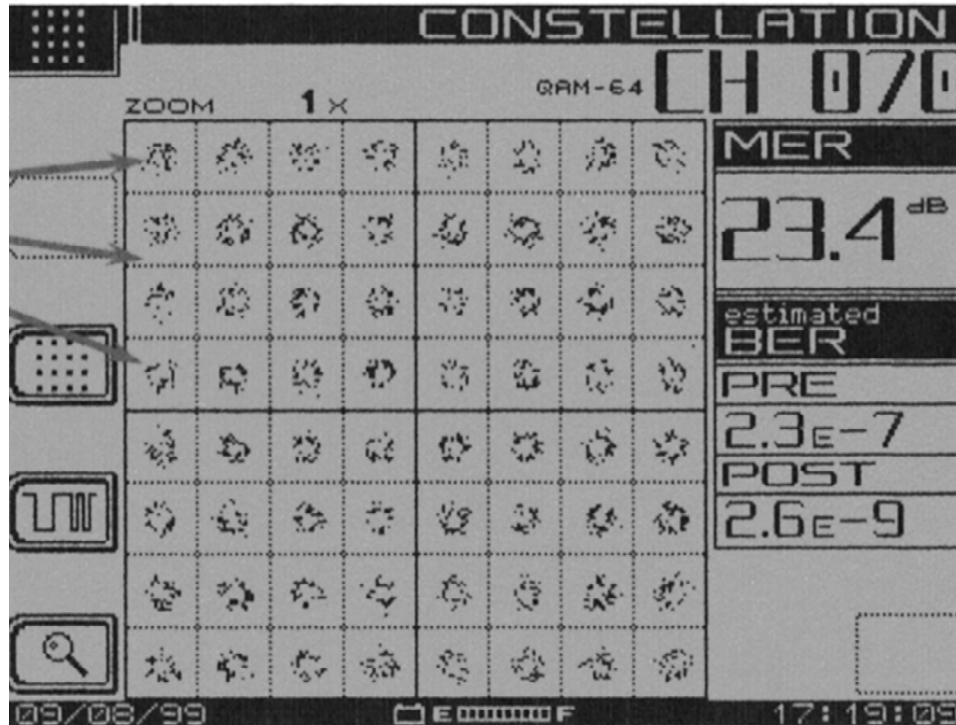 CONSTELLATION
QAM-64
CH 070
ZOOM 1 ×
MER
23.4 dB
estimated
BER
PRE
2.3E-7
POST
2.6E-9
09/08/99
E F
17:19:09